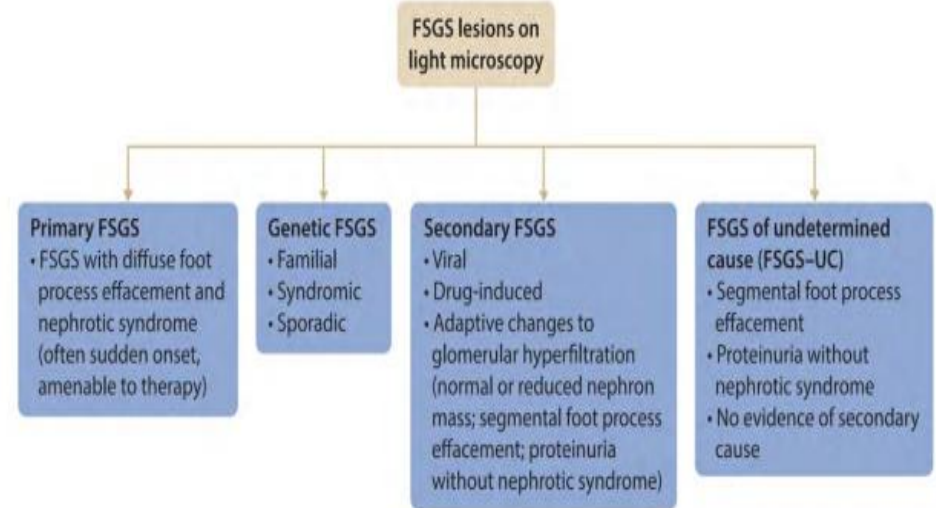 FSGS lesions on
light microscopy
Primary FSGS
• FSGS with diffuse foot
process effacement and
nephrotic syndrome
(often sudden onset,
amenable to therapy)
Genetic FSGS
• Familial
• Syndromic
• Sporadic
Secondary FSGS
• Viral
• Drug-induced
• Adaptive changes to
glomerular hyperfiltration
(normal or reduced nephron
mass; segmental foot process
effacement; proteinuria
without nephrotic syndrome)
FSGS of undetermined
cause (FSGS–UC)
• Segmental foot process
effacement
• Proteinuria without
nephrotic syndrome
• No evidence of secondary
cause